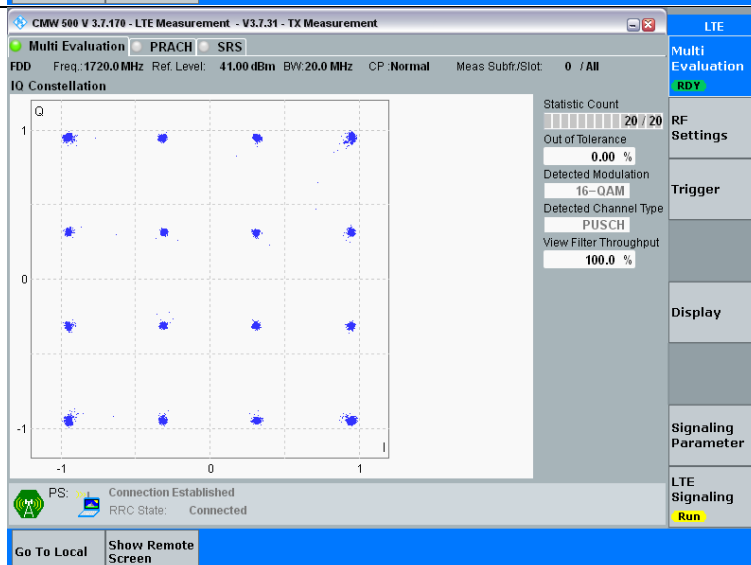 CMW 500 V 3.7.170 - LTE Measurement - V3.7.31 - TX Measurement
LTE
Multi Evaluation PRACH SRS
Multi
Evaluation
RDY
FDD Freq.:1720.0 MHz Ref. Level: 41.00 dBm BW:20.0 MHz CP :Normal Meas Subfr./Slot: 0 / All
IQ Constellation
Q
1
0
-1
I
-1 0 1
Statistic Count
20 / 20
Out of Tolerance
0.00 %
Detected Modulation
16-QAM
Detected Channel Type
PUSCH
View Filter Throughput
100.0 %
RF
Settings
Trigger
Display
Signaling
Parameter
LTE
Signaling
Run
PS: Connection Established
RRC State: Connected
Go To Local
Show Remote
Screen